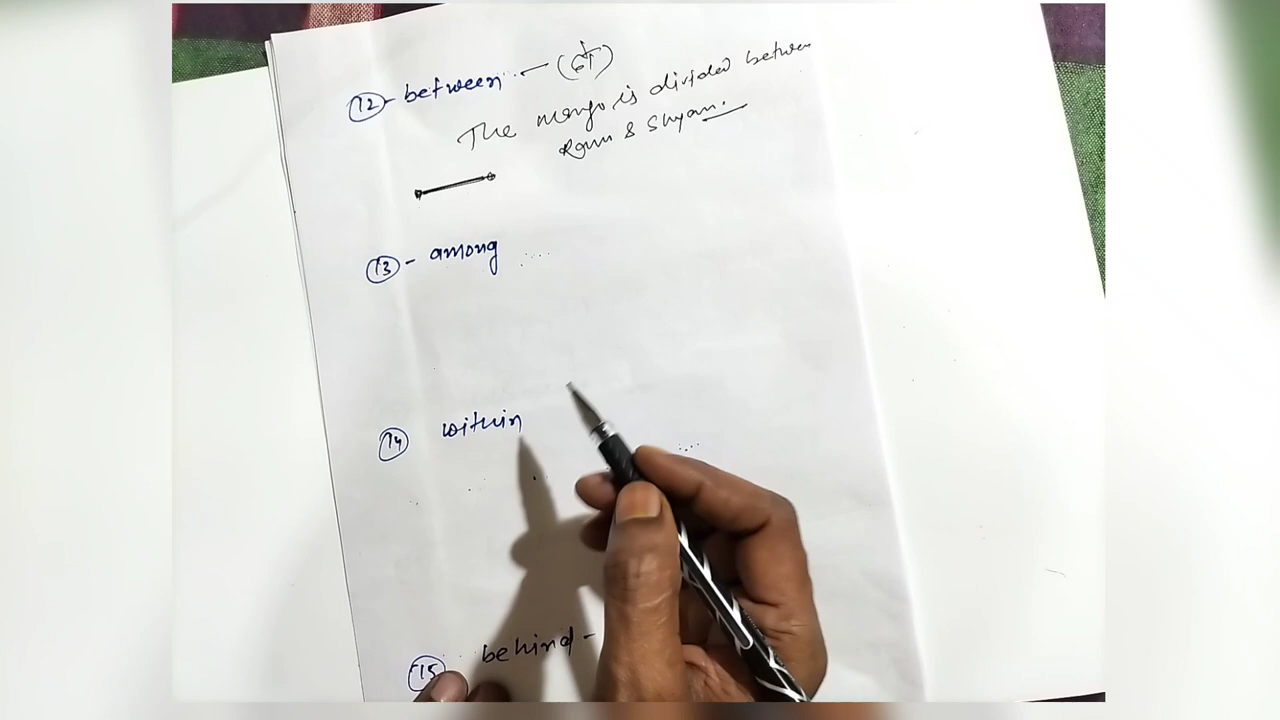 12 - between .. — (दो)
The mango is divided between
Ram & Shyam.
13 - among ....
14 within
15 behind -